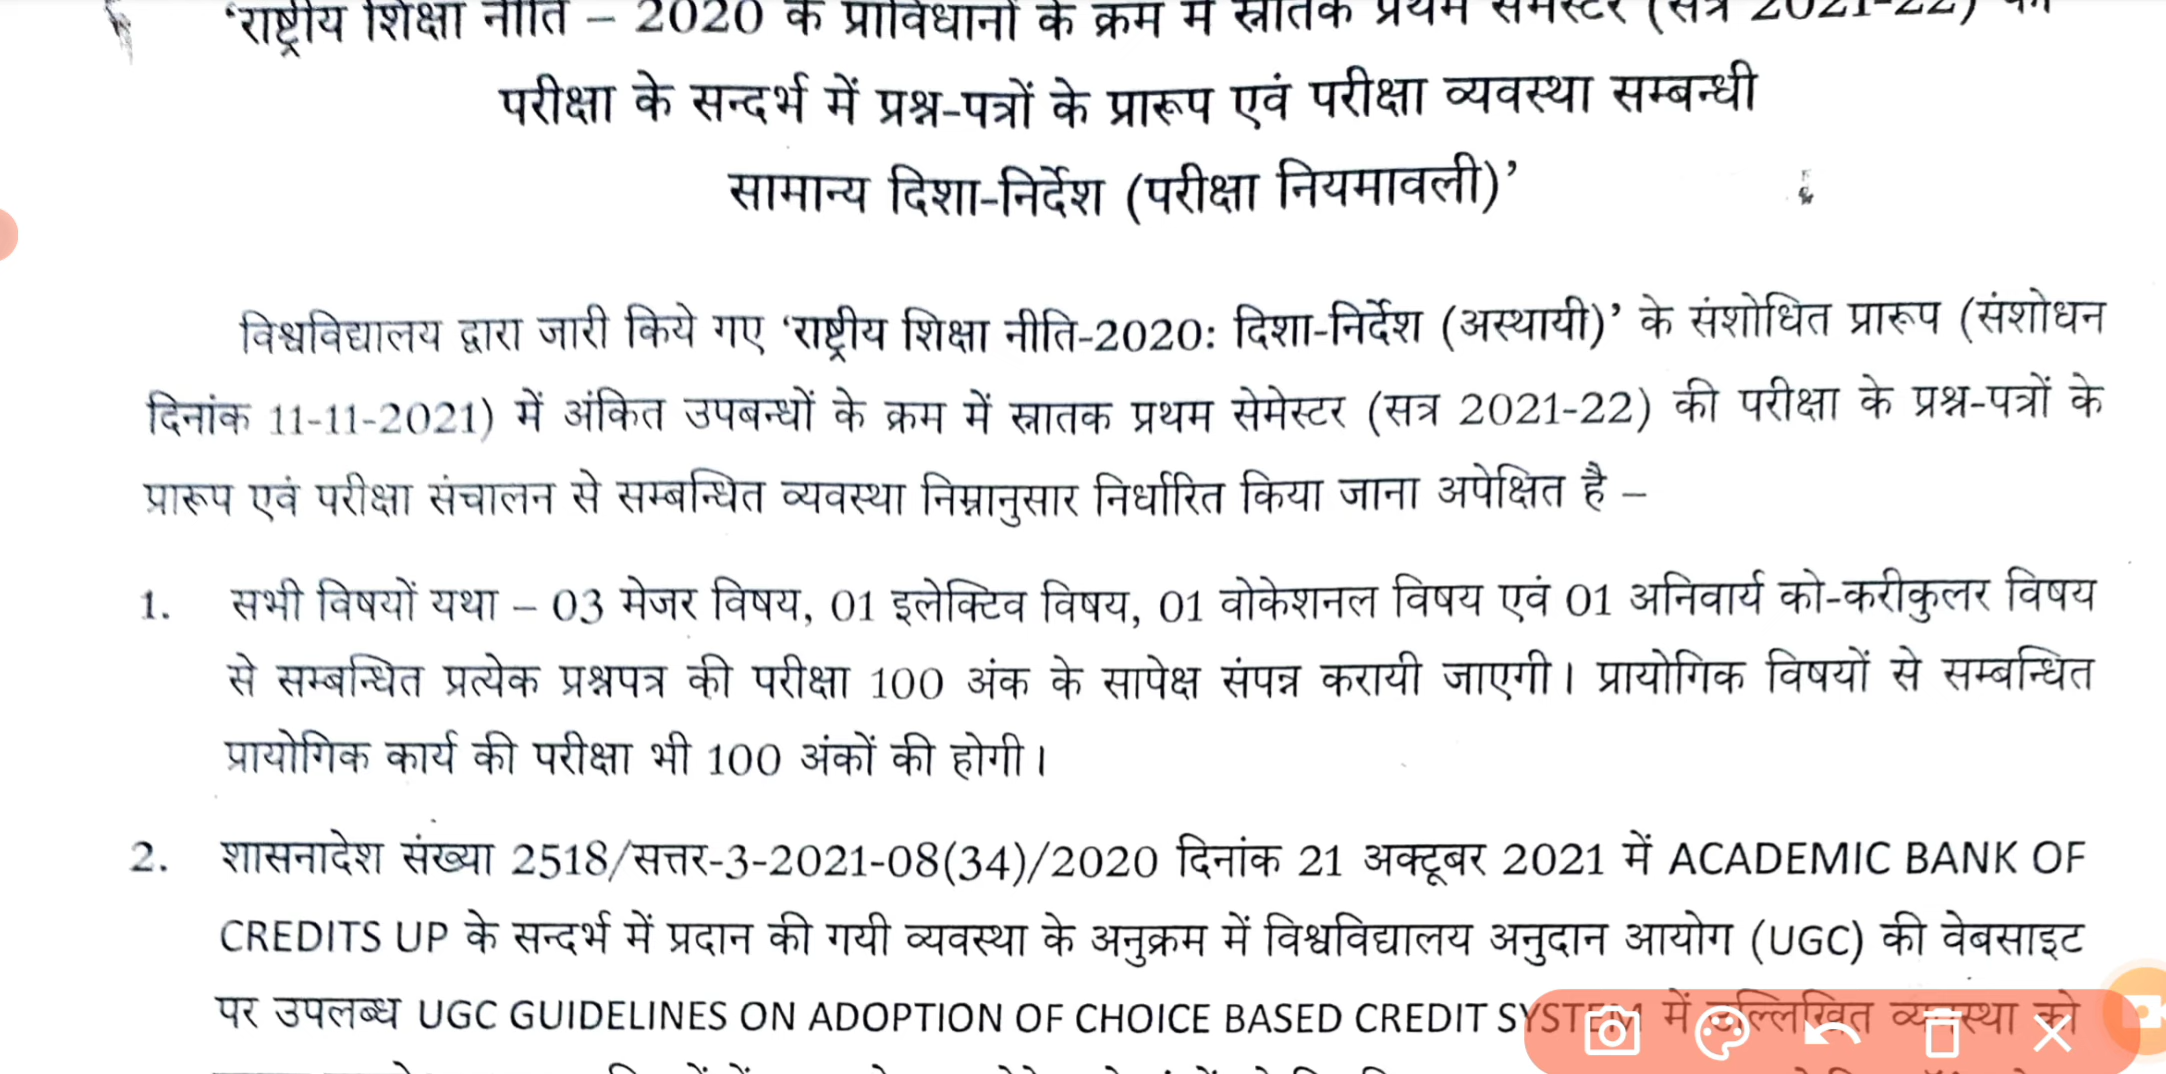 ‘राष्ट्रीय शिक्षा नीति – 2020 के प्राविधानों के क्रम में स्नातक प्रथम सेमेस्टर (सत्र 2021-22) की
परीक्षा के सन्दर्भ में प्रश्न-पत्रों के प्रारूप एवं परीक्षा व्यवस्था सम्बन्धी
सामान्य दिशा-निर्देश (परीक्षा नियमावली)’
विश्वविद्यालय द्वारा जारी किये गए ‘राष्ट्रीय शिक्षा नीति-2020: दिशा-निर्देश (अस्थायी)’ के संशोधित प्रारूप (संशोधन
दिनांक 11-11-2021) में अंकित उपबन्धों के क्रम में स्नातक प्रथम सेमेस्टर (सत्र 2021-22) की परीक्षा के प्रश्न-पत्रों के
प्रारूप एवं परीक्षा संचालन से सम्बन्धित व्यवस्था निम्नानुसार निर्धारित किया जाना अपेक्षित है –
1. सभी विषयों यथा – 03 मेजर विषय, 01 इलेक्टिव विषय, 01 वोकेशनल विषय एवं 01 अनिवार्य को-करीकुलर विषय
से सम्बन्धित प्रत्येक प्रश्नपत्र की परीक्षा 100 अंक के सापेक्ष संपन्न करायी जाएगी। प्रायोगिक विषयों से सम्बन्धित
प्रायोगिक कार्य की परीक्षा भी 100 अंकों की होगी।
2. शासनादेश संख्या 2518/सत्तर-3-2021-08(34)/2020 दिनांक 21 अक्टूबर 2021 में ACADEMIC BANK OF
CREDITS UP के सन्दर्भ में प्रदान की गयी व्यवस्था के अनुक्रम में विश्वविद्यालय अनुदान आयोग (UGC) की वेबसाइट
पर उपलब्ध UGC GUIDELINES ON ADOPTION OF CHOICE BASED CREDIT SYSTEM में उल्लिखित व्यवस्था को